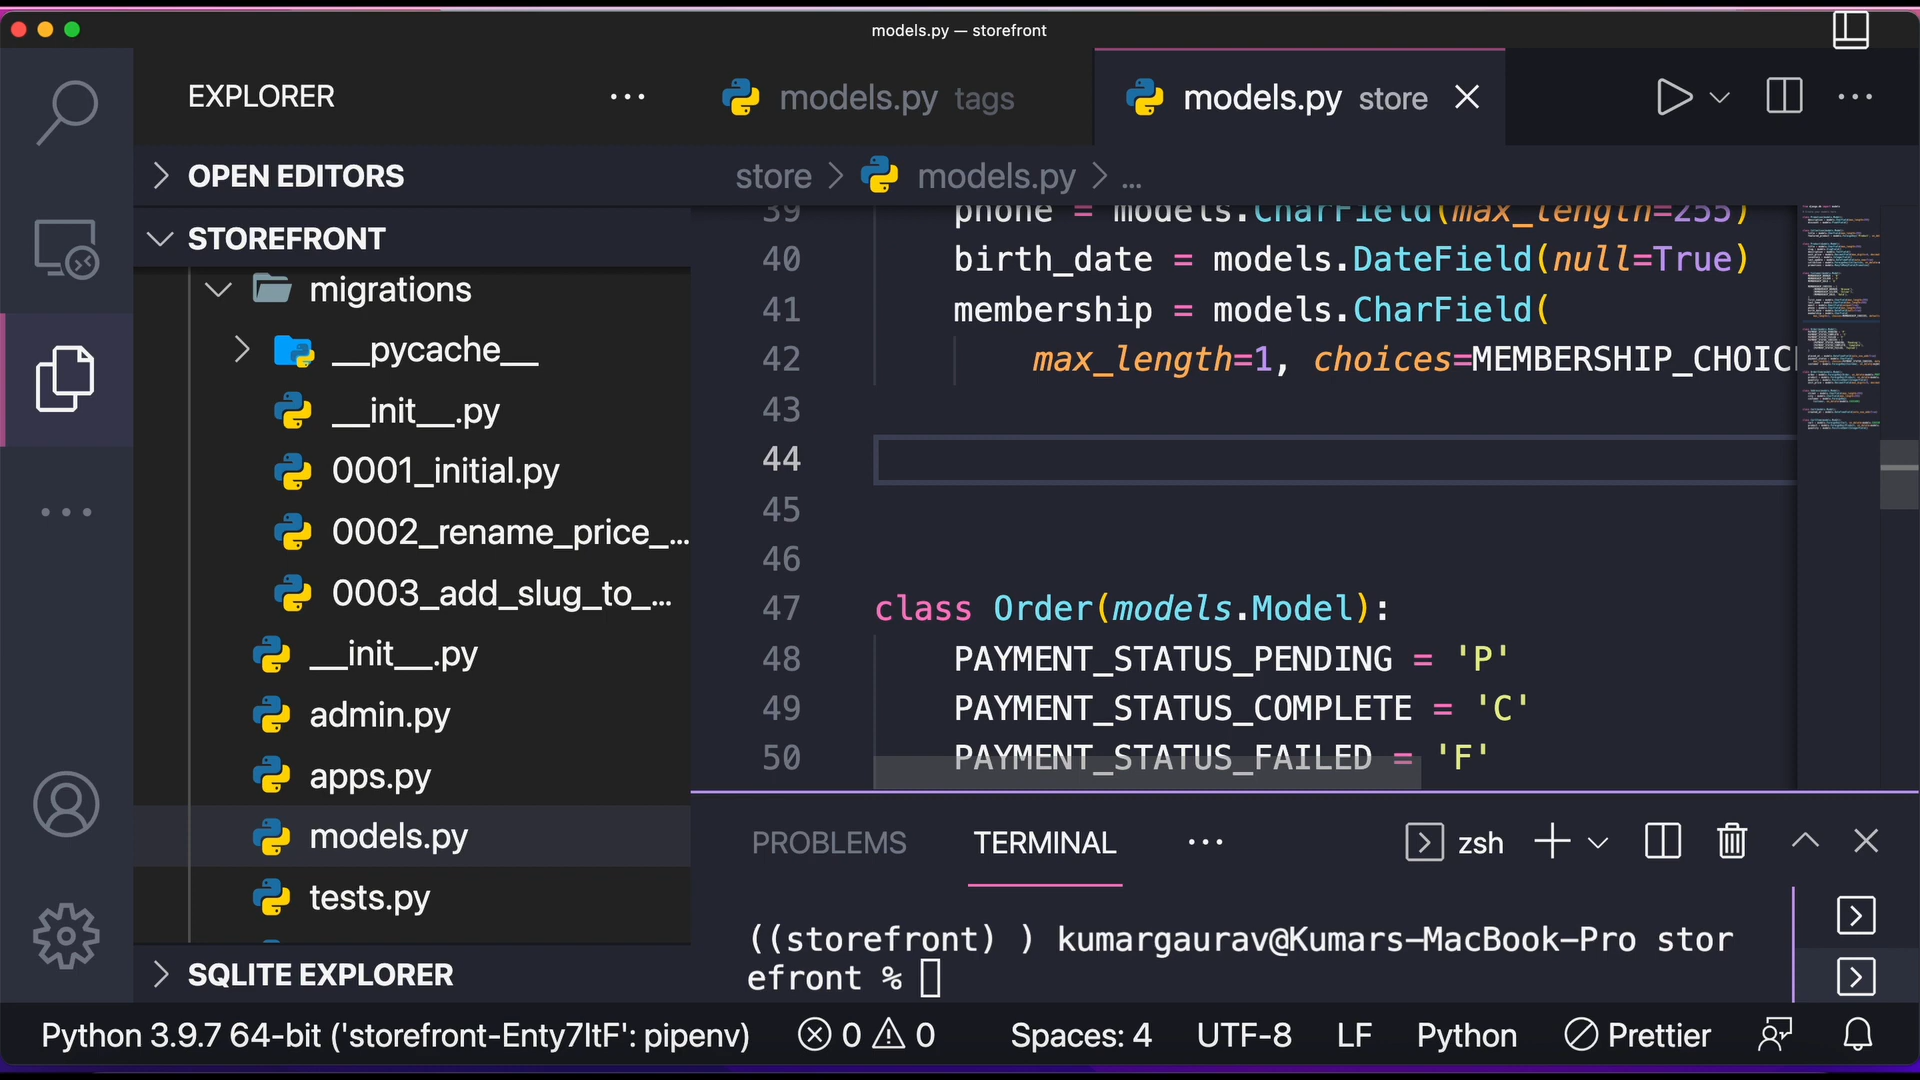 models.py — storefront
EXPLORER
models.py tags
models.py store
OPEN EDITORS
store > models.py > ...
STOREFRONT
migrations
__pycache__
__init__.py
0001_initial.py
0002_rename_price_...
0003_add_slug_to_...
__init__.py
admin.py
apps.py
models.py
tests.py
SQLITE EXPLORER
39 phone = models.CharField(max_length=255)
40 birth_date = models.DateField(null=True)
41 membership = models.CharField(
42 max_length=1, choices=MEMBERSHIP_CHOIC
43
44
45
46
47 class Order(models.Model):
48 PAYMENT_STATUS_PENDING = 'P'
49 PAYMENT_STATUS_COMPLETE = 'C'
50 PAYMENT_STATUS_FAILED = 'F'
PROBLEMS
TERMINAL
zsh
((storefront) ) kumargaurav@Kumars-MacBook-Pro stor
efront %
Python 3.9.7 64-bit ('storefront-Enty7ItF': pipenv)
0
0
Spaces: 4
UTF-8
LF
Python
Prettier